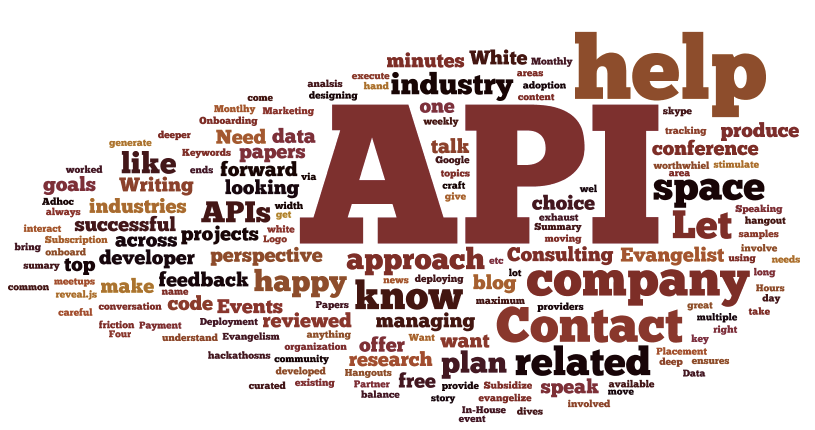 help
minutes White Monthly
execute areas
analsis hand industry adoption
designing content
come one
Montlhy Marketing weekly skype
Onboarding API
deeper Need data talk tracking produce
generate Keywords papers Google conference
worked like ends forward via topics worthwhiel stimulate
goals Writing looking craft area
Adhoc give wel space
always industries APIs width get choice Speaking
interact successful exhaust Let hangout
Subscription across projects white Summary samples
bring onboard Logo moving involve
sumary top developer perspective approach etc Consulting Evangelist using needs
common meetups make feedback happy news deploying blog lot company long
reveal.js name know Hours
careful conversation code Events Papers maximum providers great day
friction Payment Deployment reviewed managing Contact multiple take
Four understand Evangelism anything Want want right
organization offer key
hackathosns community research plan related Placement
deep ensures
developed Hangouts Data
curated existing Partner free provide Subsidize speak available
balance story evangelize move
In-House dives involved
event